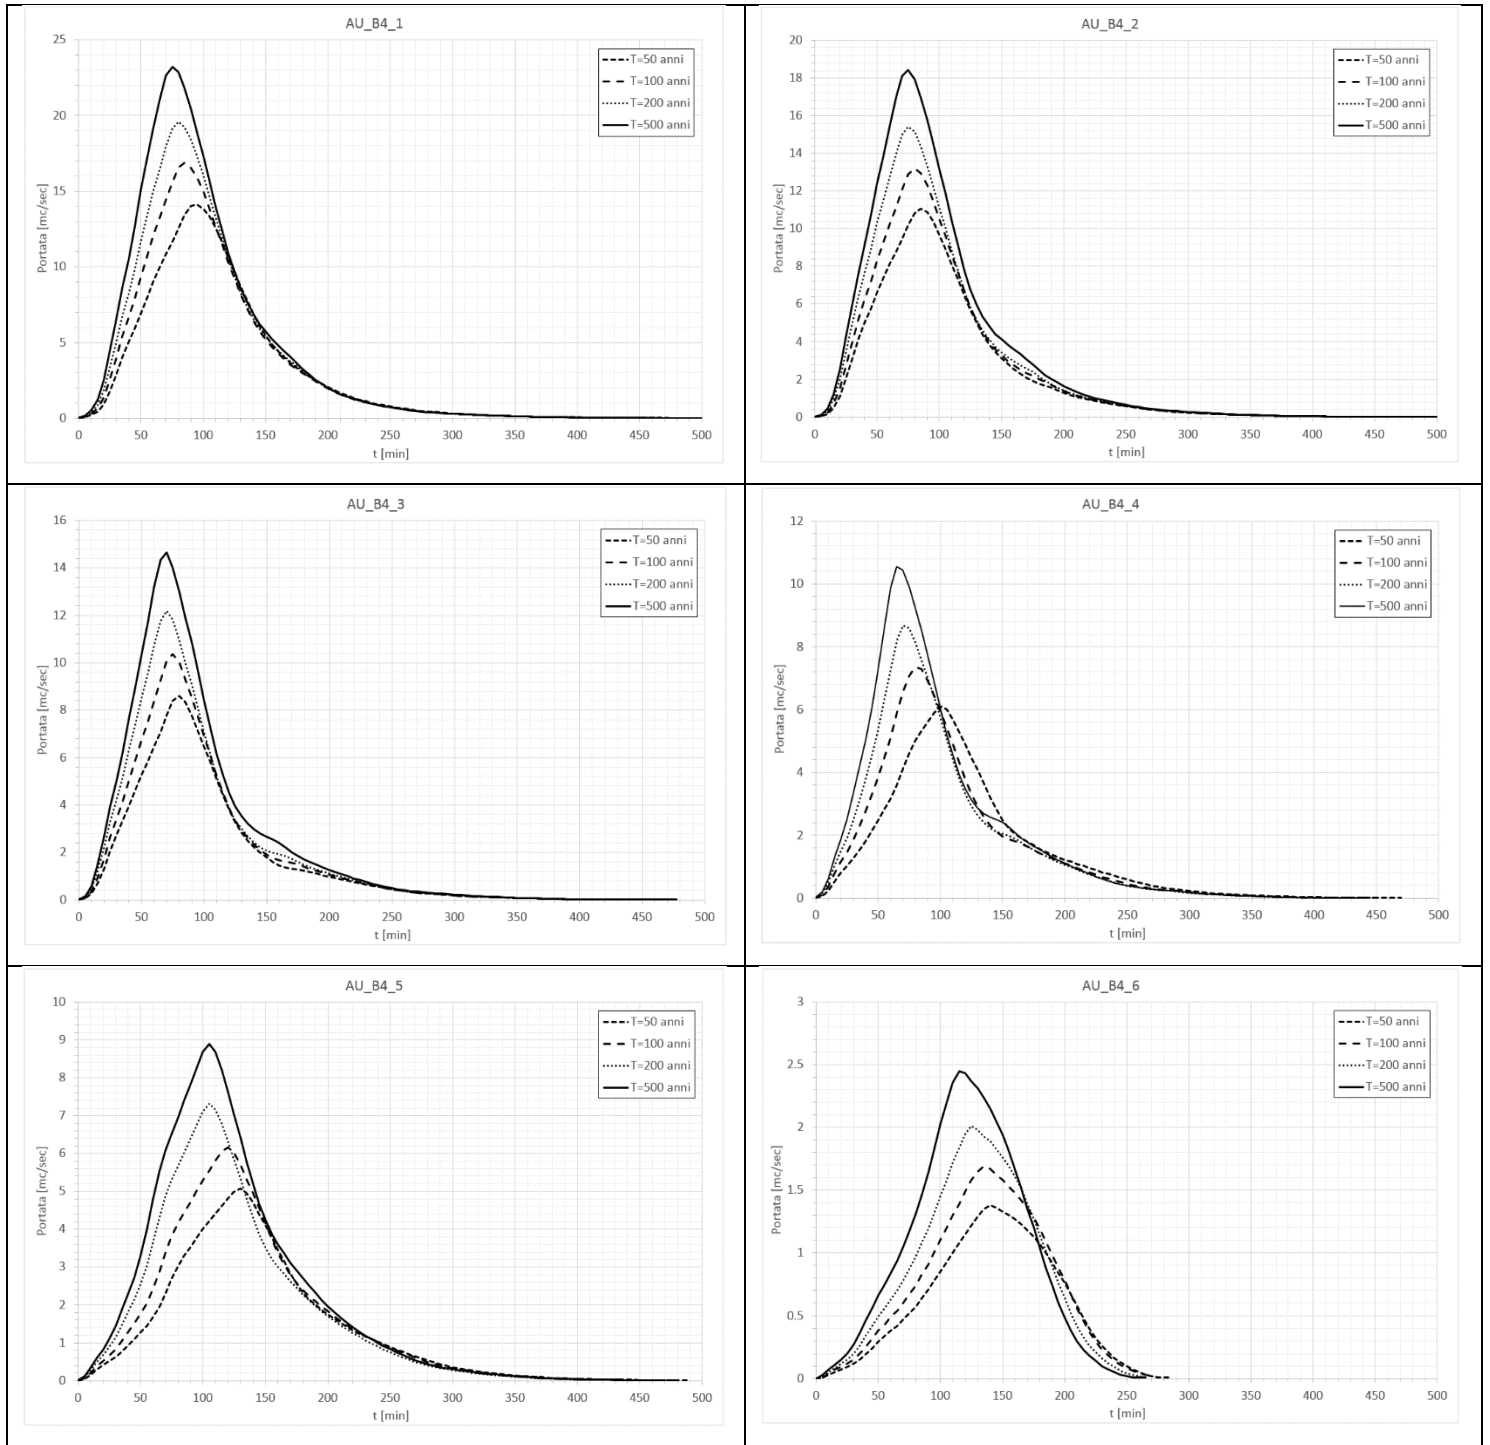 AU_B4_1
25
20
15
10
5
0
Portata [mc/sec]
0 50 100 150 200 250 300 350 400 450 500
t [min]
T=50 anni
T=100 anni
T=200 anni
T=500 anni
AU_B4_2
20
18
16
14
12
10
8
6
4
2
0
Portata [mc/sec]
0 50 100 150 200 250 300 350 400 450 500
t [min]
T=50 anni
T=100 anni
T=200 anni
T=500 anni
AU_B4_3
16
14
12
10
8
6
4
2
0
Portata [mc/sec]
0 50 100 150 200 250 300 350 400 450 500
t [min]
T=50 anni
T=100 anni
T=200 anni
T=500 anni
AU_B4_4
12
10
8
6
4
2
0
Portata [mc/sec]
0 50 100 150 200 250 300 350 400 450 500
t [min]
T=50 anni
T=100 anni
T=200 anni
T=500 anni
AU_B4_5
10
9
8
7
6
5
4
3
2
1
0
Portata [mc/sec]
0 50 100 150 200 250 300 350 400 450 500
t [min]
T=50 anni
T=100 anni
T=200 anni
T=500 anni
AU_B4_6
3
2.5
2
1.5
1
0.5
0
Portata [mc/sec]
0 50 100 150 200 250 300 350 400 450 500
t [min]
T=50 anni
T=100 anni
T=200 anni
T=500 anni